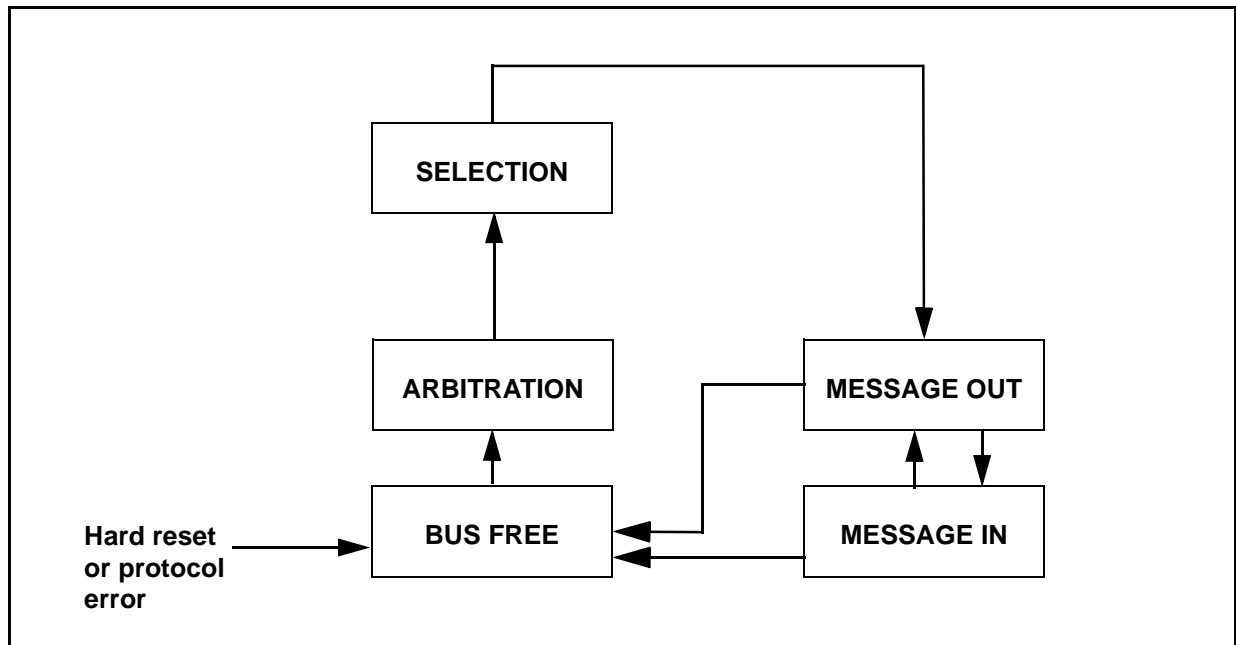 SELECTION
ARBITRATION
MESSAGE OUT
BUS FREE
MESSAGE IN
Hard reset
or protocol
error